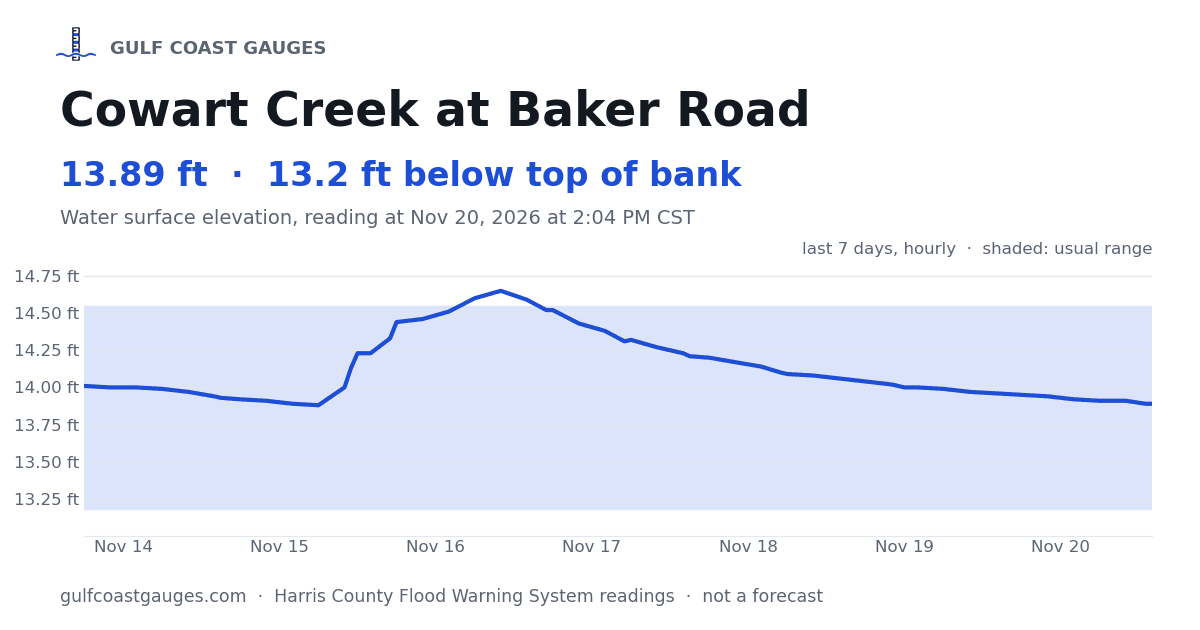 GULF COAST GAUGES
Cowart Creek at Baker Road
13.89 ft · 13.2 ft below top of bank
Water surface elevation, reading at Nov 20, 2026 at 2:04 PM CST
last 7 days, hourly · shaded: usual range
14.75 ft
14.50 ft
14.25 ft
14.00 ft
13.75 ft
13.50 ft
13.25 ft
Nov 14 Nov 15 Nov 16 Nov 17 Nov 18 Nov 19 Nov 20
gulfcoastgauges.com · Harris County Flood Warning System readings · not a forecast